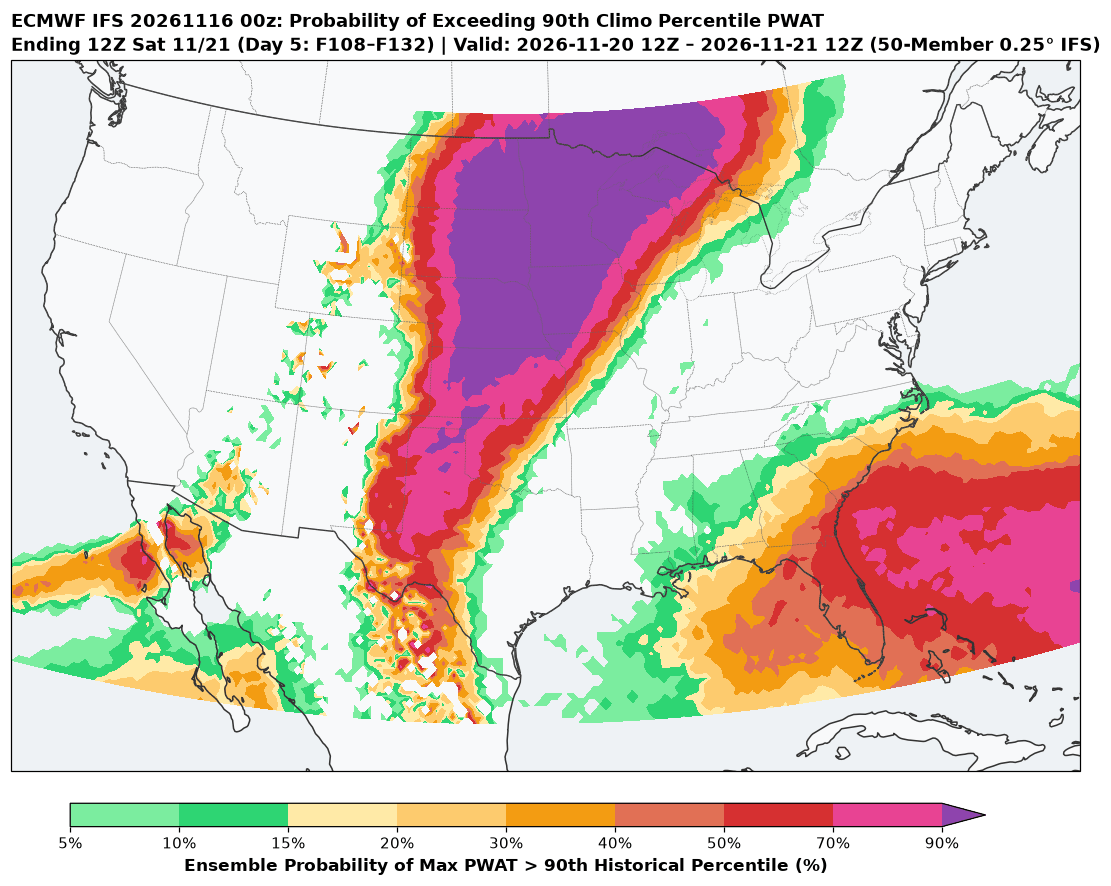 ECMWF IFS 20261116 00z: Probability of Exceeding 90th Climo Percentile PWAT
Ending 12Z Sat 11/21 (Day 5: F108–F132) | Valid: 2026-11-20 12Z – 2026-11-21 12Z (50-Member 0.25° IFS)
5% 10% 15% 20% 30% 40% 50% 70% 90%
Ensemble Probability of Max PWAT > 90th Historical Percentile (%)